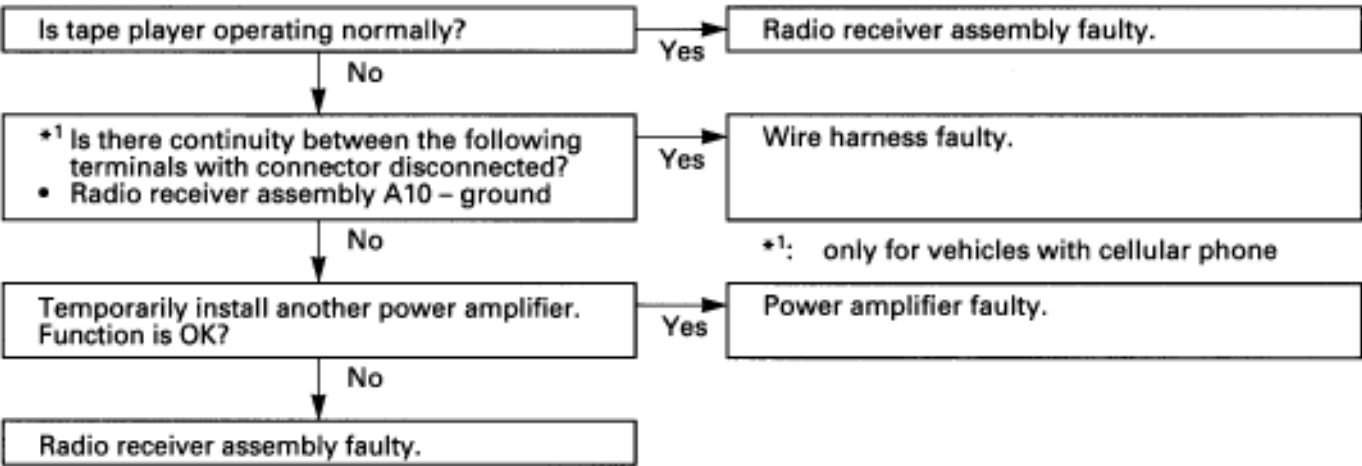 Is tape player operating normally?
Yes
Radio receiver assembly faulty.
No
*1 Is there continuity between the following
terminals with connector disconnected?
• Radio receiver assembly A10 – ground
Yes
Wire harness faulty.
No
*1: only for vehicles with cellular phone
Temporarily install another power amplifier.
Function is OK?
Yes
Power amplifier faulty.
No
Radio receiver assembly faulty.